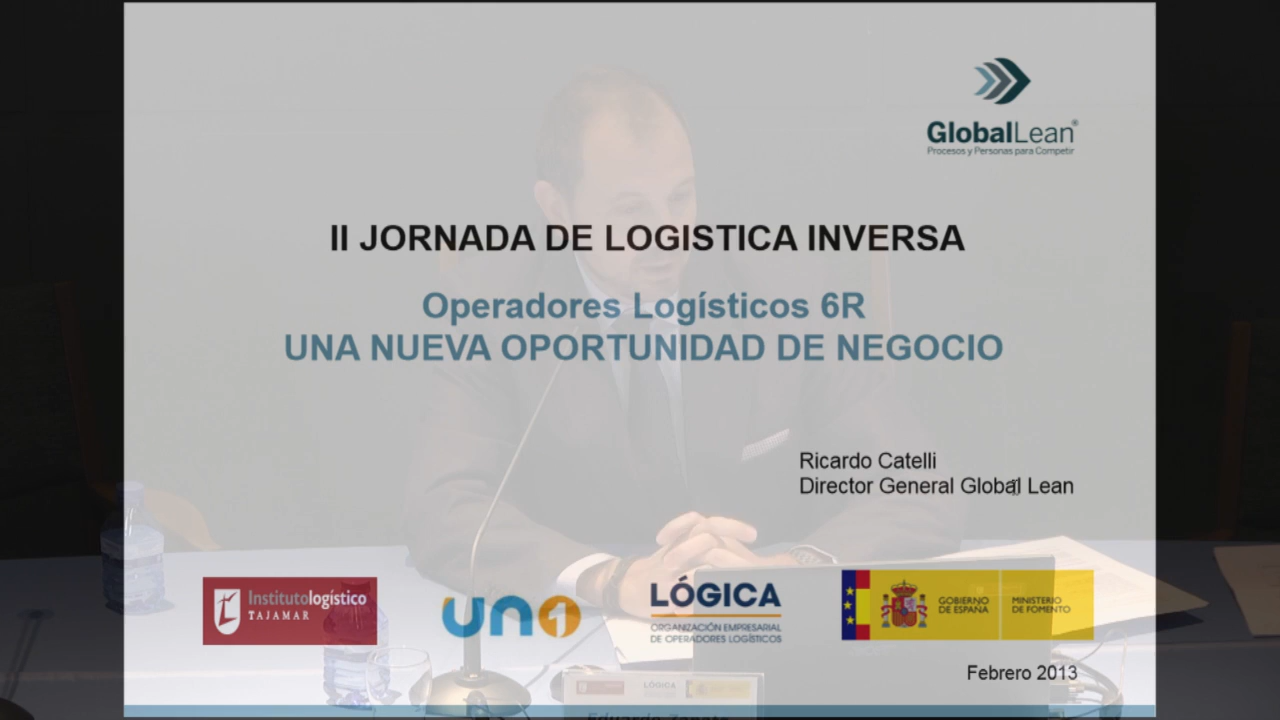 GlobalLean®
Procesos y Personas para Competir
II JORNADA DE LOGISTICA INVERSA
Operadores Logísticos 6R
UNA NUEVA OPORTUNIDAD DE NEGOCIO
Ricardo Catelli
Director General Global Lean
Institutologístico
TAJAMAR
UNO1
LÓGICA
ORGANIZACIÓN EMPRESARIAL
DE OPERADORES LOGÍSTICOS
GOBIERNO
DE ESPAÑA
MINISTERIO
DE FOMENTO
Febrero 2013
LÓGICA